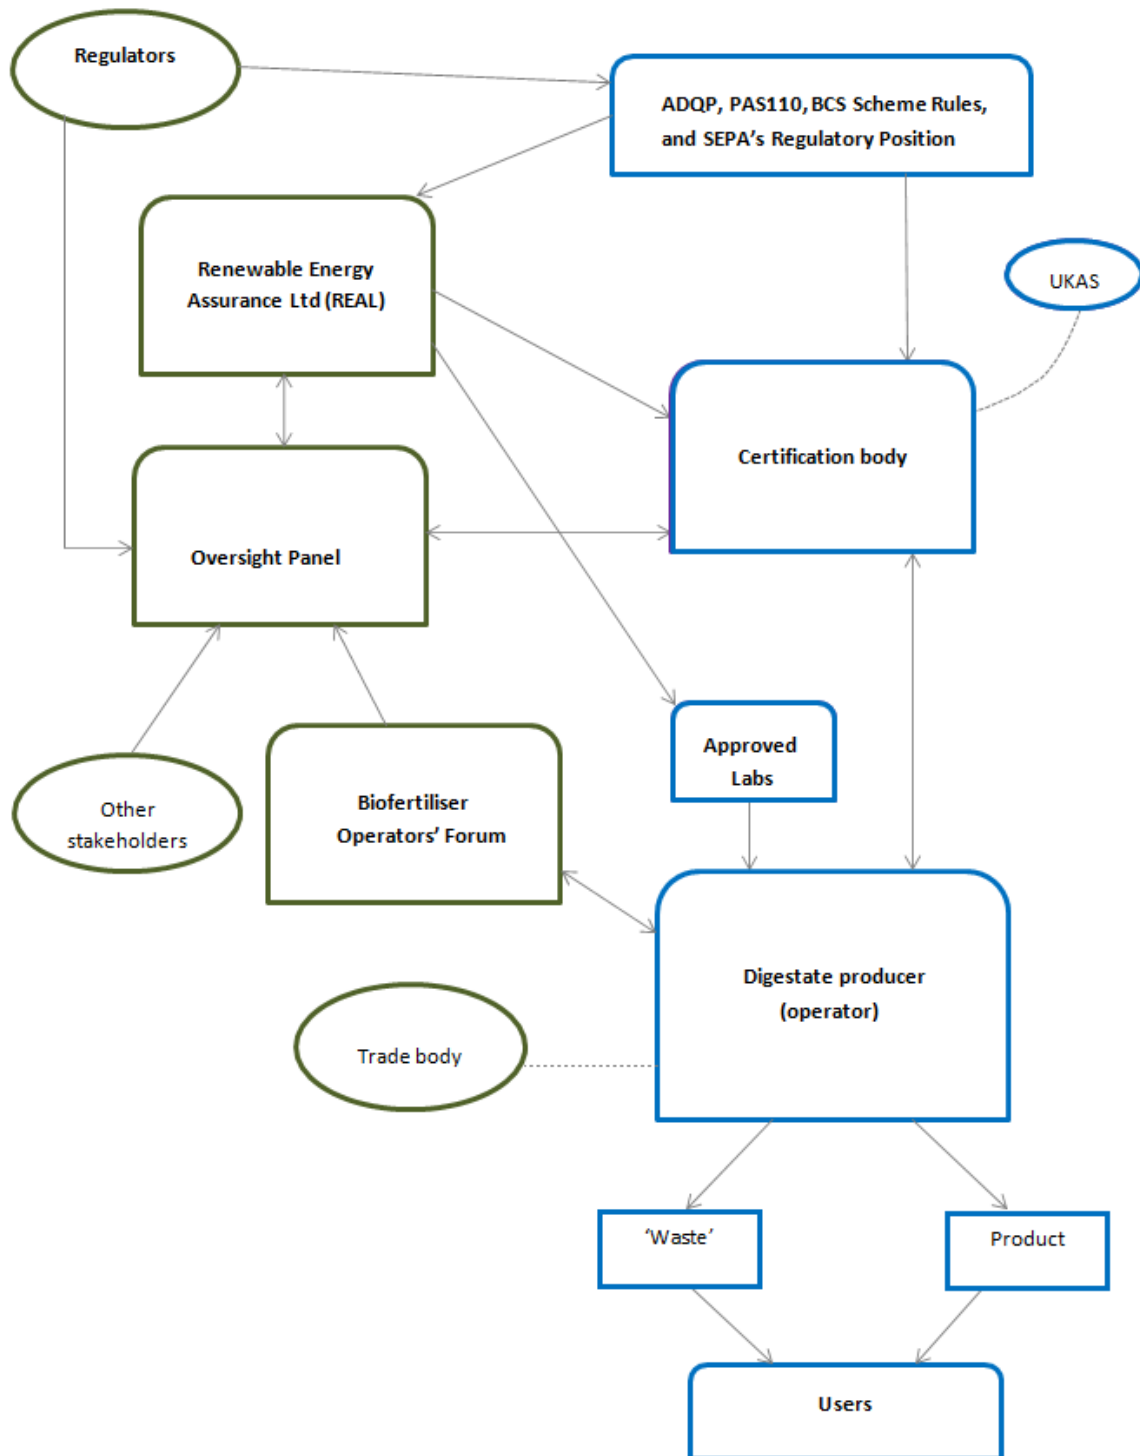 Regulators
ADQP, PAS110, BCS Scheme Rules,
and SEPA's Regulatory Position
Renewable Energy
Assurance Ltd (REAL)
UKAS
Certification body
Oversight Panel
Approved
Labs
Other
stakeholders
Biofertiliser
Operators' Forum
Digestate producer
(operator)
Trade body
‘Waste’
Product
Users